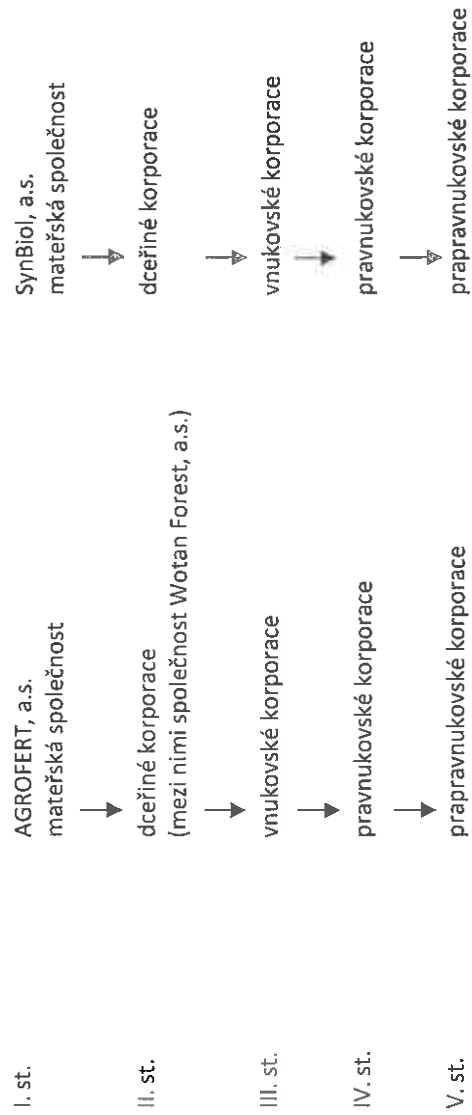 I. st.
AGROFERT, a.s.
mateřská společnost
SynBiol, a.s.
mateřská společnost
II. st.
dceřiné korporace
(mezi nimi společnost Wotan Forest, a.s.)
dceřiné korporace
III. st.
vnukovské korporace
vnukovské korporace
IV. st.
pravnukovské korporace
pravnukovské korporace
V. st.
prapravnukovské korporace
prapravnukovské korporace